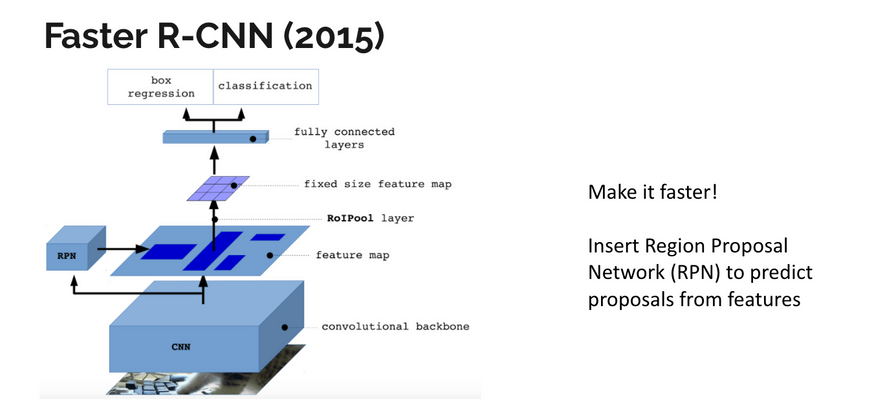 Faster R-CNN (2015)
box
regression
classification
fully connected
layers
fixed size feature map
RoIPool layer
RPN
feature map
convolutional backbone
CNN
Make it faster!
Insert Region Proposal
Network (RPN) to predict
proposals from features